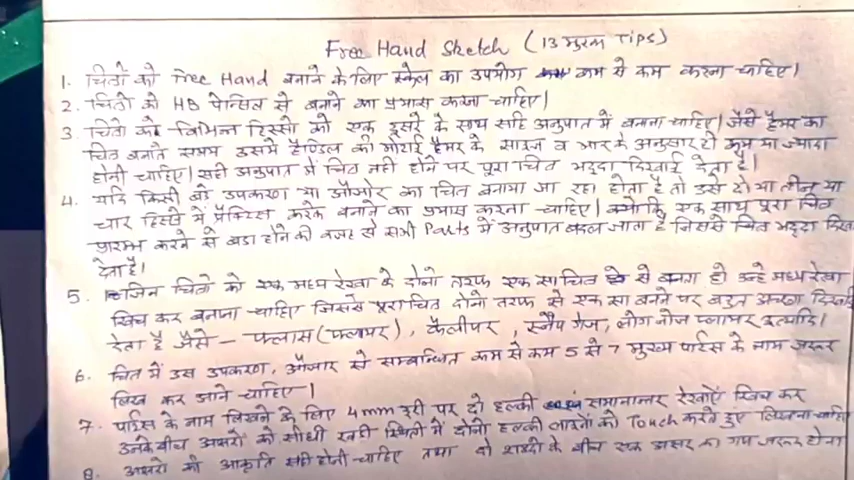 Free Hand Sketch (13 मुख्य Tips)
1. चित्रों को Free Hand बनाने के लिए स्केल का उपयोग कम से कम करना चाहिए।
2. चित्रों को HB पेन्सिल से बनाने का प्रयास करना चाहिए।
3. चित्रो को विभिन्न हिस्सो को एक दूसरे के साथ सहि अनुपात में बनाना चाहिए। जैसे हैमर का
चित्र बनाते समय उसमें हैण्डिल की मोटाई हैमर के साइज व भार के अनुसार ही कम या ज्यादा
होनी चाहिए। सही अनुपात में चित्र नही होने पर पूरा चित्र भद्दा दिखाई देता है।
4. यदि किसी बडे उपकरण या औजार का चित्र बनाया जा रहा होता है तो उसे दो या तीन या
चार हिस्से में प्रैक्टिस करके बनाने का प्रयास करना चाहिए। क्योकि एक साथ पूरा चित्र
प्रारम्भ करने से बडा होने की वजह से सभी Parts में अनुपात बदल जाता है जिससे चित्र भद्दा दिखा
देता है।
5. जिन चित्रो को एक मध्य रेखा के दोनो तरफ एक सा चित्र से बना हो उन्हे मध्य रेखा
खिच कर बनाना चाहिए जिससे पूरा चित्र दोनो तरफ से एक सा बनने पर बहुत अच्छा दिखाई
देता है जैसे - प्लास (प्लायर), कैलीपर, स्नैप गेज, लोग नोज प्लायर इत्यादि।
6. चित्र में उस उपकरण, औजार से सम्बन्धित कम से कम 5 से 7 मुख्य पार्टस के नाम जरूर
लिख कर आने चाहिए।
7. पार्टस के नाम लिखने के लिए 4mm दूरी पर दो हल्की समानान्तर रेखाएँ खिच कर
उनके बीच अक्षरों को सीधी खडी स्थिती में दोनो हल्की लाइनों को Touch करते हुए लिखना चाहिए
8. अक्षरो की आकृति सही होनी चाहिए तथा दो शब्दो के बीच एक अक्षर का गैप जरूर होना